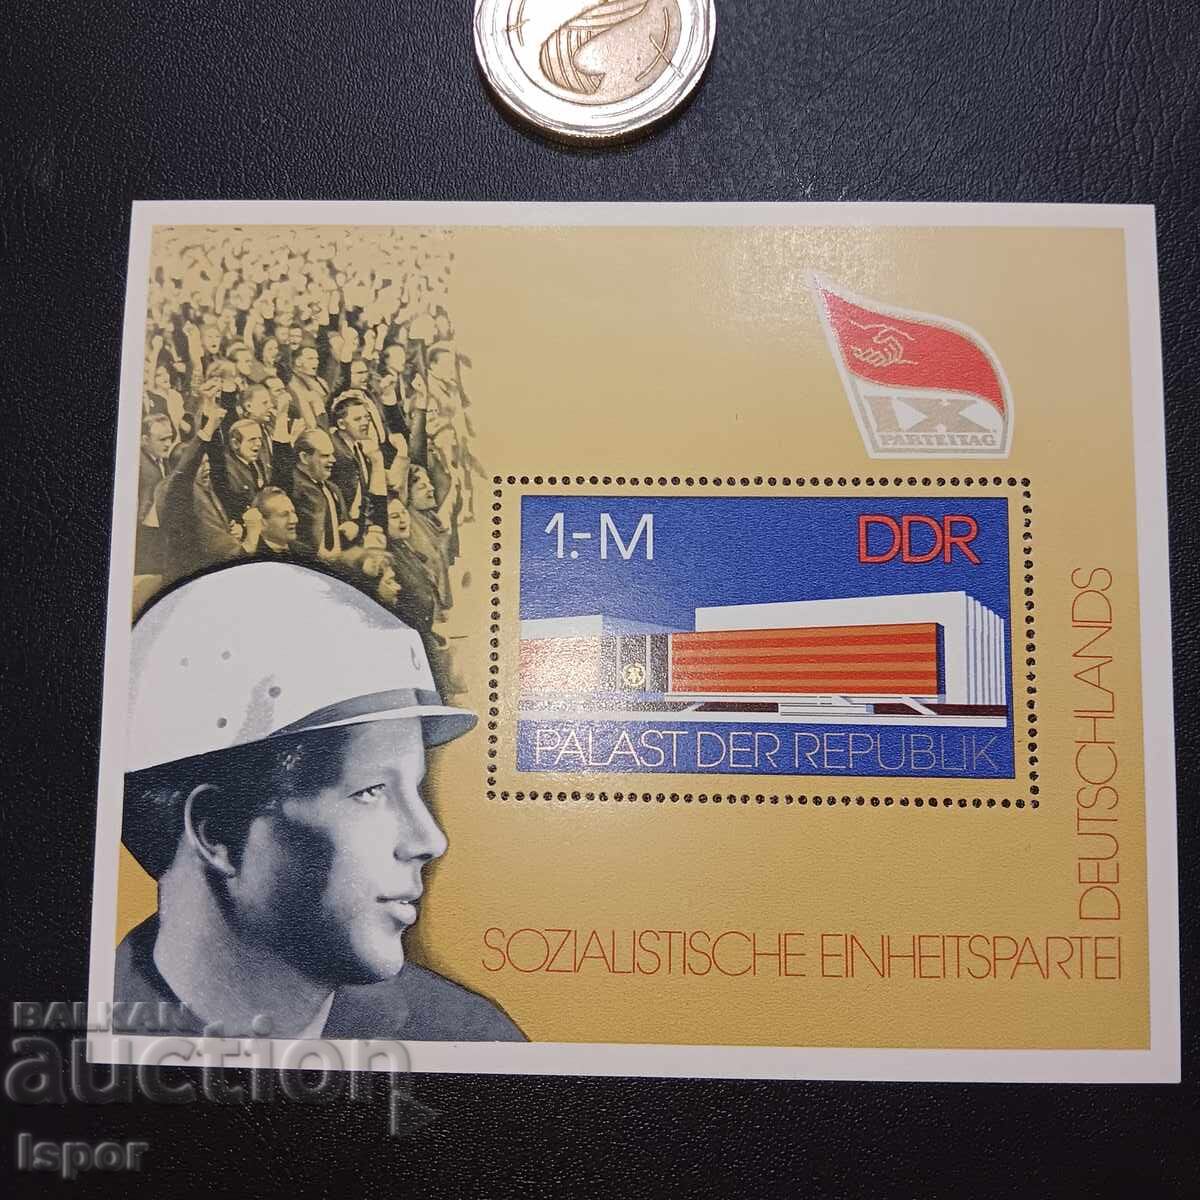 IX.
PARTEITAG
1.-M
DDR
PALAST DER REPUBLIK
SOZIALISTISCHE EINHEITSPARTEI
DEUTSCHLANDS
BALKAN
auction
Ispor